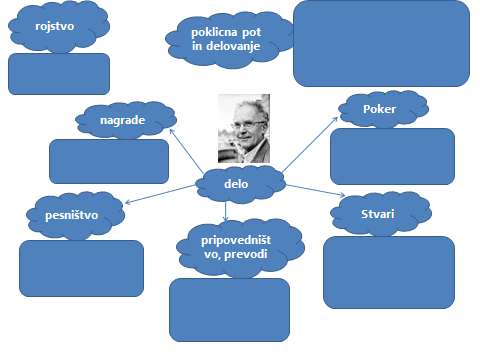 rojstvo
poklicna pot
in delovanje
nagrade
Poker
delo
pesništvo
Stvari
pripovedništ
vo, prevodi